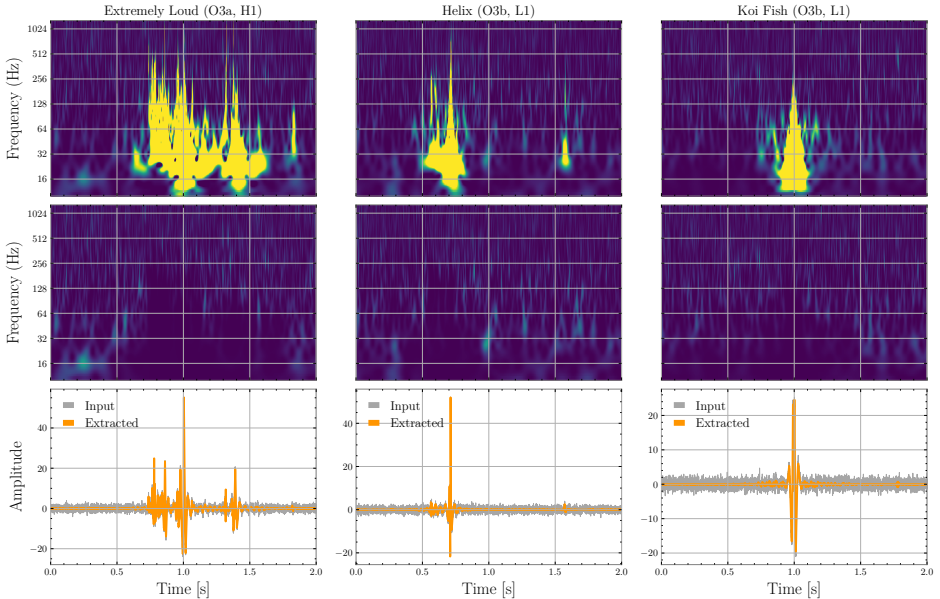 Extremely Loud (O3a, H1)
Helix (O3b, L1)
Koi Fish (O3b, L1)
Frequency (Hz)
1024
512
256
128
64
32
16
Frequency (Hz)
1024
512
256
128
64
32
16
Amplitude
40
20
0
−20
Input
Extracted
0.0 0.5 1.0 1.5 2.0
Time [s]
40
20
0
−20
Input
Extracted
0.0 0.5 1.0 1.5 2.0
Time [s]
20
10
0
−10
−20
Input
Extracted
0.0 0.5 1.0 1.5 2.0
Time [s]